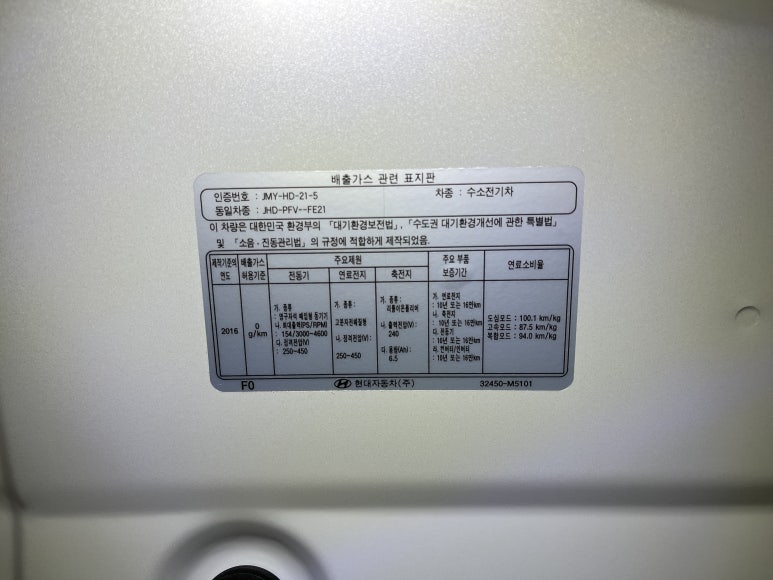 배출가스 관련 표지판
인증번호 : JMY-HD-21-5 차종 : 수소전기차
동일차종 : JHD-PFV--FE21
이 차량은 대한민국 환경부의 「대기환경보전법」, 「수도권 대기환경개선에 관한 특별법」
및 「소음·진동관리법」의 규정에 적합하게 제작되었음.
제작기준의 연도
배출가스 허용기준
주요제원
전동기
연료전지
축전지
주요 부품 보증기간
연료소비율
2016
0 g/km
가. 종류
: 영구자석 매입형 동기기
나. 최대출력(PS/RPM)
: 154/3000~4600
다. 정격전압(V)
: 250~450
가. 종류 :
고분자전해질형
나. 정격전압(V) :
250~450
가. 종류 :
리튬이온폴리머
나. 출력전압(V) :
240
다. 용량(Ah) :
6.5
가. 연료전지
: 10년 또는 16만km
나. 축전지
: 10년 또는 16만km
다. 전동기
: 10년 또는 16만km
라. 컨버터/인버터
: 10년 또는 16만km
도심모드 : 100.1 km/kg
고속모드 : 87.5 km/kg
복합모드 : 94.0 km/kg
F0 현대자동차(주) 32450-M5101